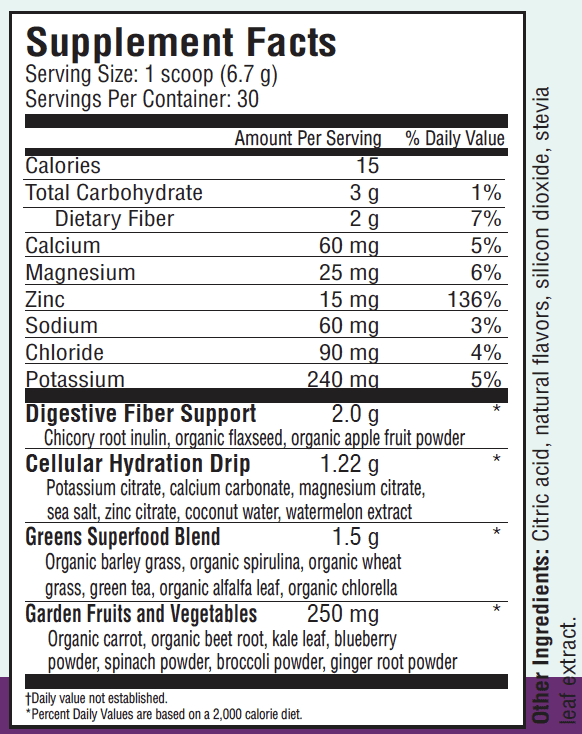 Supplement Facts
Serving Size: 1 scoop (6.7 g)
Servings Per Container: 30
Amount Per Serving % Daily Value
Calories 15
Total Carbohydrate 3 g 1%
Dietary Fiber 2 g 7%
Calcium 60 mg 5%
Magnesium 25 mg 6%
Zinc 15 mg 136%
Sodium 60 mg 3%
Chloride 90 mg 4%
Potassium 240 mg 5%
Digestive Fiber Support 2.0 g *
Chicory root inulin, organic flaxseed, organic apple fruit powder
Cellular Hydration Drip 1.22 g *
Potassium citrate, calcium carbonate, magnesium citrate,
sea salt, zinc citrate, coconut water, watermelon extract
Greens Superfood Blend 1.5 g *
Organic barley grass, organic spirulina, organic wheat
grass, green tea, organic alfalfa leaf, organic chlorella
Garden Fruits and Vegetables 250 mg *
Organic carrot, organic beet root, kale leaf, blueberry
powder, spinach powder, broccoli powder, ginger root powder
†Daily value not established.
*Percent Daily Values are based on a 2,000 calorie diet.
Other Ingredients: Citric acid, natural flavors, silicon dioxide, stevia
leaf extract.